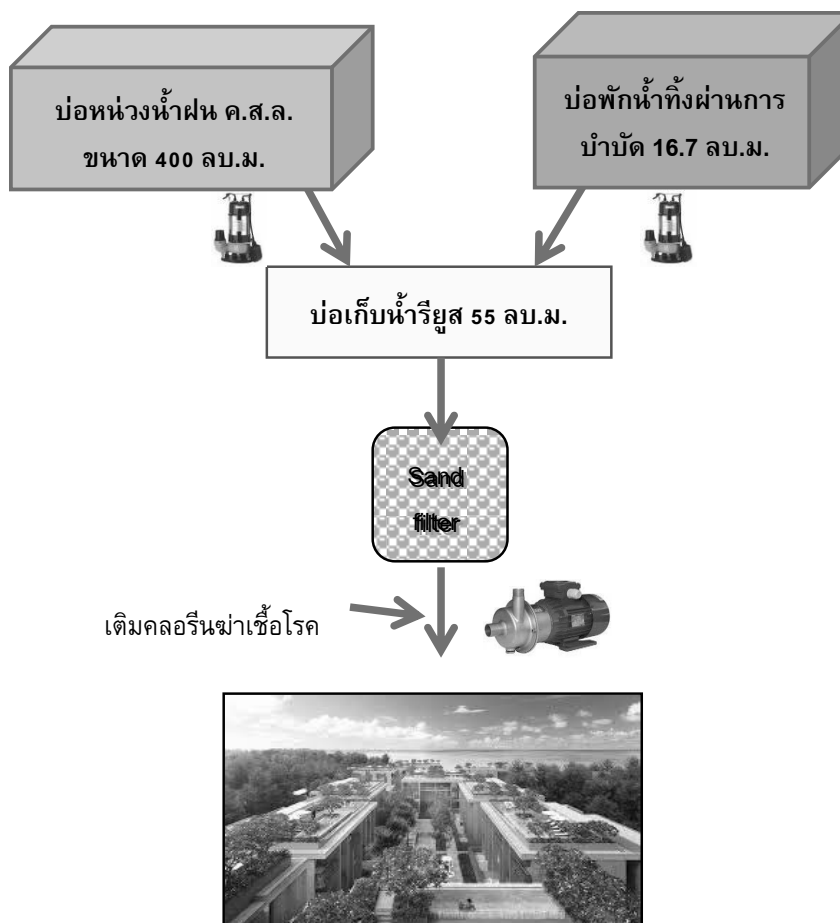 บ่อหน่วงน้ำฝน ค.ส.ล.
ขนาด 400 ลบ.ม.
บ่อพักน้ำทิ้งผ่านการ
บำบัด 16.7 ลบ.ม.
บ่อเก็บน้ำรียูส 55 ลบ.ม.
Sand
filter
เติมคลอรีนฆ่าเชื้อโรค